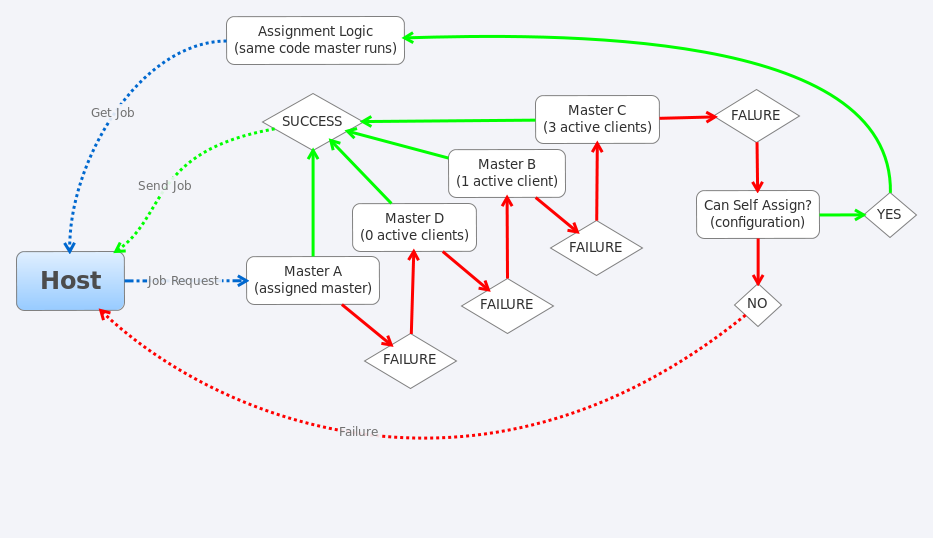 Assignment Logic
(same code master runs)
Get Job
SUCCESS
Master C
(3 active clients)
FALURE
Master B
(1 active client)
Send Job
Can Self Assign?
(configuration)
YES
Master D
(0 active clients)
FAILURE
Host
Job Request
Master A
(assigned master)
FAILURE
NO
FAILURE
Failure